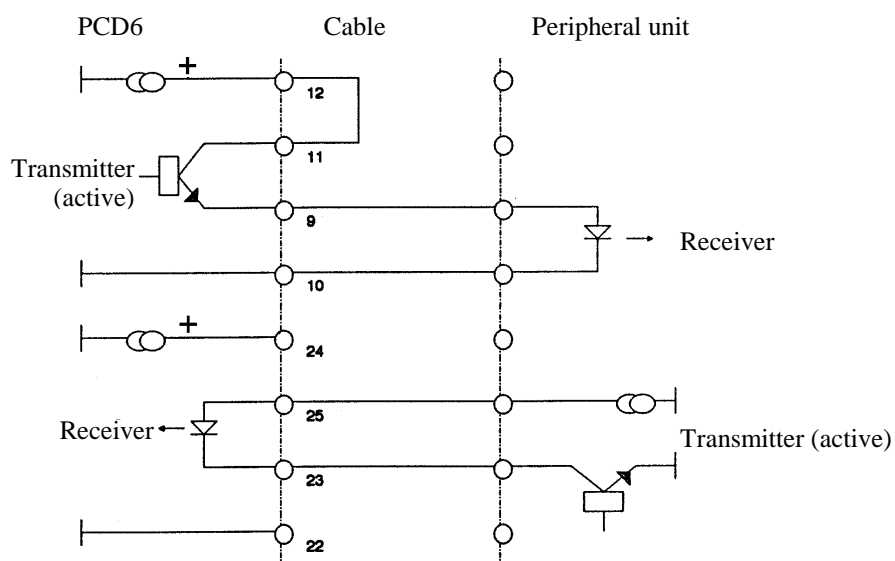 PCD6 Cable Peripheral unit
+
12
11
Transmitter
(active)
9
Receiver
10
+
24
25
Receiver
Transmitter (active)
23
22